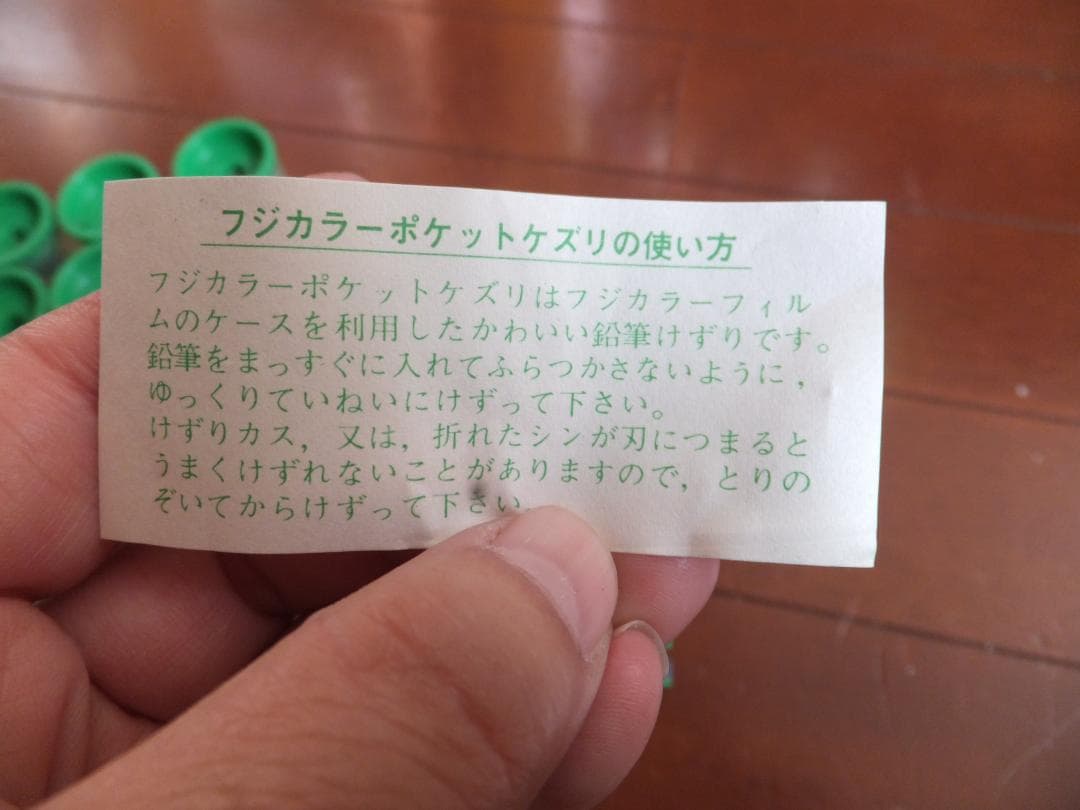 フジカラーポケットケズリの使い方
フジカラーポケットケズリはフジカラーフィル
ムのケースを利用したかわいい鉛筆けずりです。
鉛筆をまっすぐに入れてふらつかさないように，
ゆっくりていねいにけずって下さい。
けずりカス，又は，折れたシンが刃につまると
うまくけずれないことがありますので，とりの
ぞいてからけずって下さい。